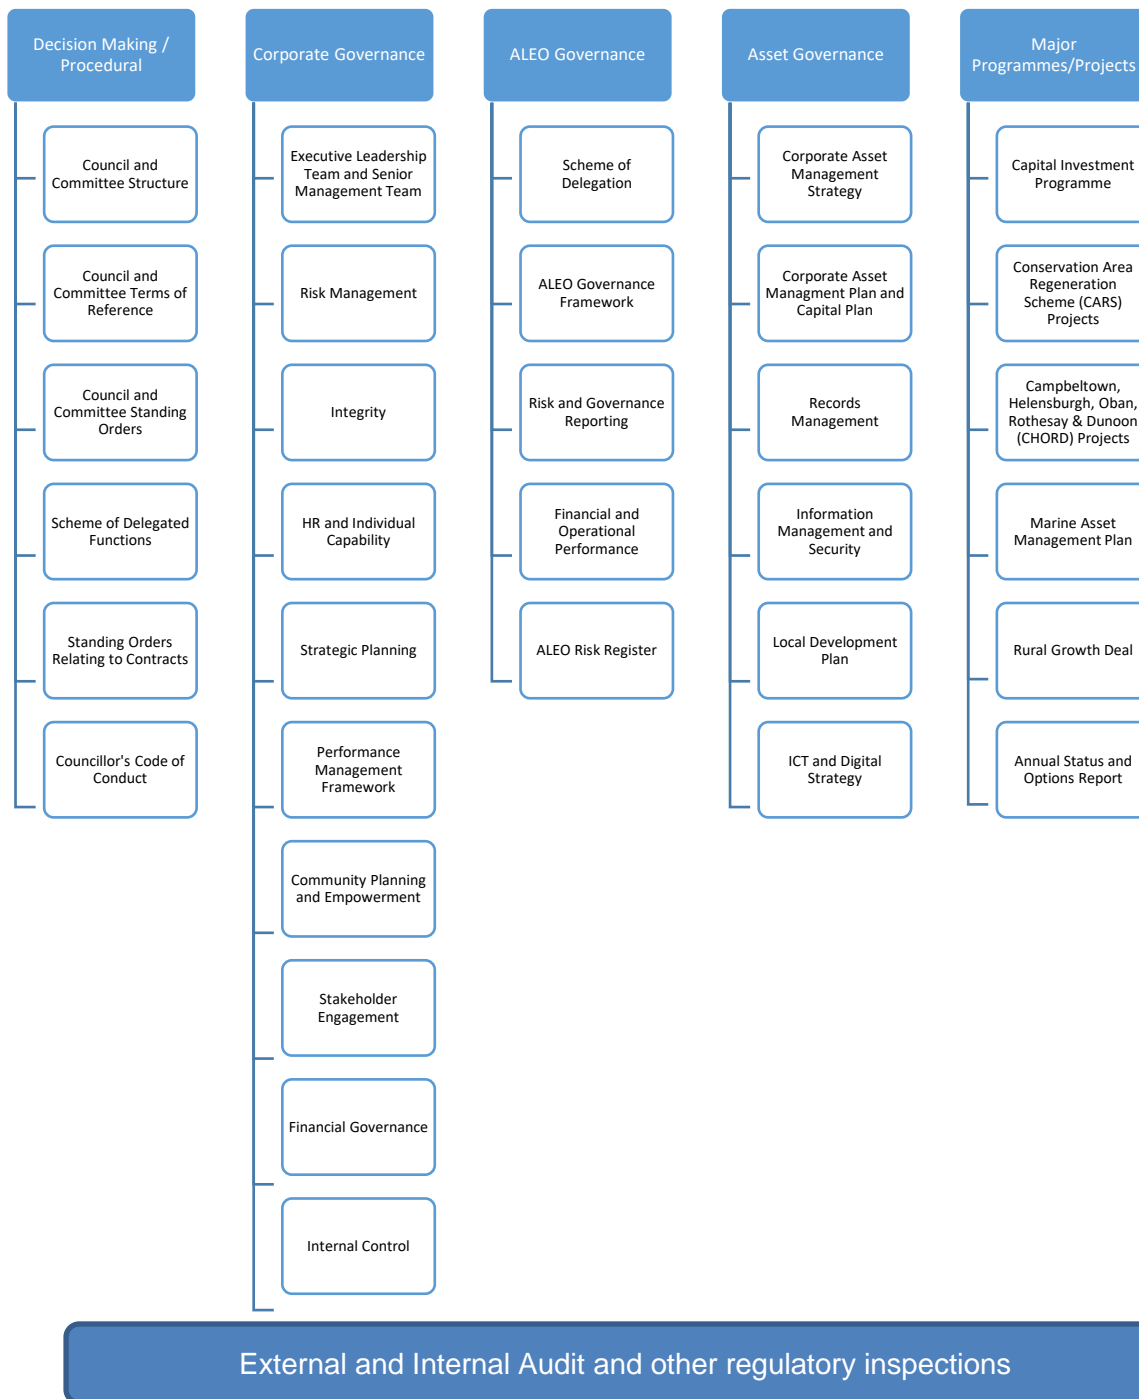 Decision Making /
Procedural
Council and
Committee Structure
Council and
Committee Terms of
Reference
Council and
Committee Standing
Orders
Scheme of Delegated
Functions
Standing Orders
Relating to Contracts
Councillor's Code of
Conduct
Corporate Governance
Executive Leadership
Team and Senior
Management Team
Risk Management
Integrity
HR and Individual
Capability
Strategic Planning
Performance
Management
Framework
Community Planning
and Empowerment
Stakeholder
Engagement
Financial Governance
Internal Control
ALEO Governance
Scheme of
Delegation
ALEO Governance
Framework
Risk and Governance
Reporting
Financial and
Operational
Performance
ALEO Risk Register
Asset Governance
Corporate Asset
Management
Strategy
Corporate Asset
Managment Plan and
Capital Plan
Records
Management
Information
Management and
Security
Local Development
Plan
ICT and Digital
Strategy
Major
Programmes/Projects
Capital Investment
Programme
Conservation Area
Regeneration
Scheme (CARS)
Projects
Campbeltown,
Helensburgh, Oban,
Rothesay & Dunoon
(CHORD) Projects
Marine Asset
Management Plan
Rural Growth Deal
Annual Status and
Options Report
External and Internal Audit and other regulatory inspections